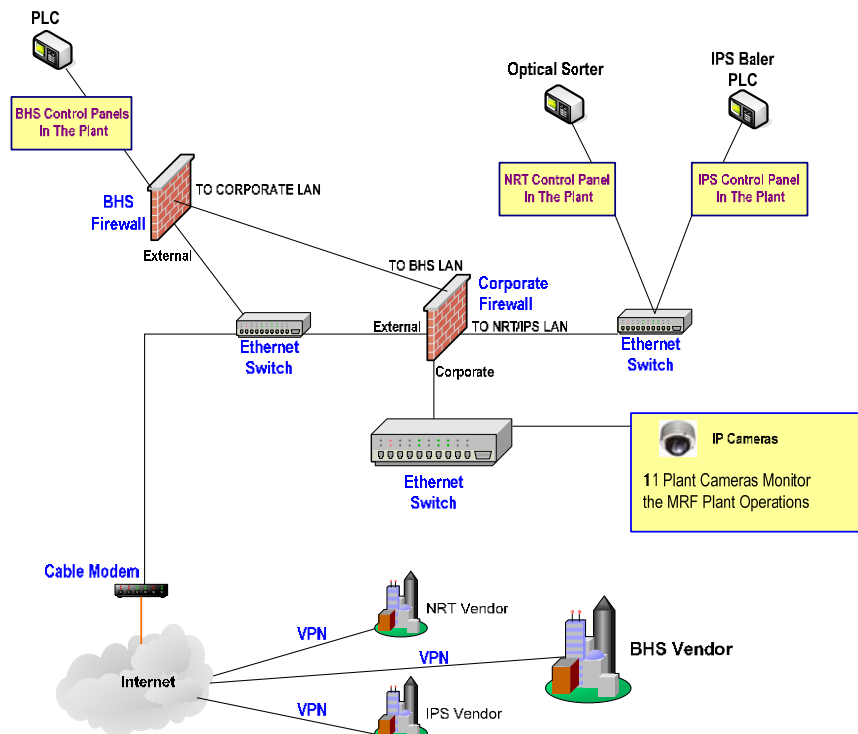 PLC
BHS Control Panels
In The Plant
Optical Sorter
IPS Baler
PLC
NRT Control Panel
In The Plant
IPS Control Panel
In The Plant
TO CORPORATE LAN
BHS
Firewall
External
TO BHS LAN
Corporate
Firewall
External
TO NRT/IPS LAN
Ethernet
Switch
Ethernet
Switch
Corporate
Ethernet
Switch
IP Cameras
11 Plant Cameras Monitor
the MRF Plant Operations
Cable Modem
Internet
VPN
NRT Vendor
VPN
BHS Vendor
VPN
IPS Vendor